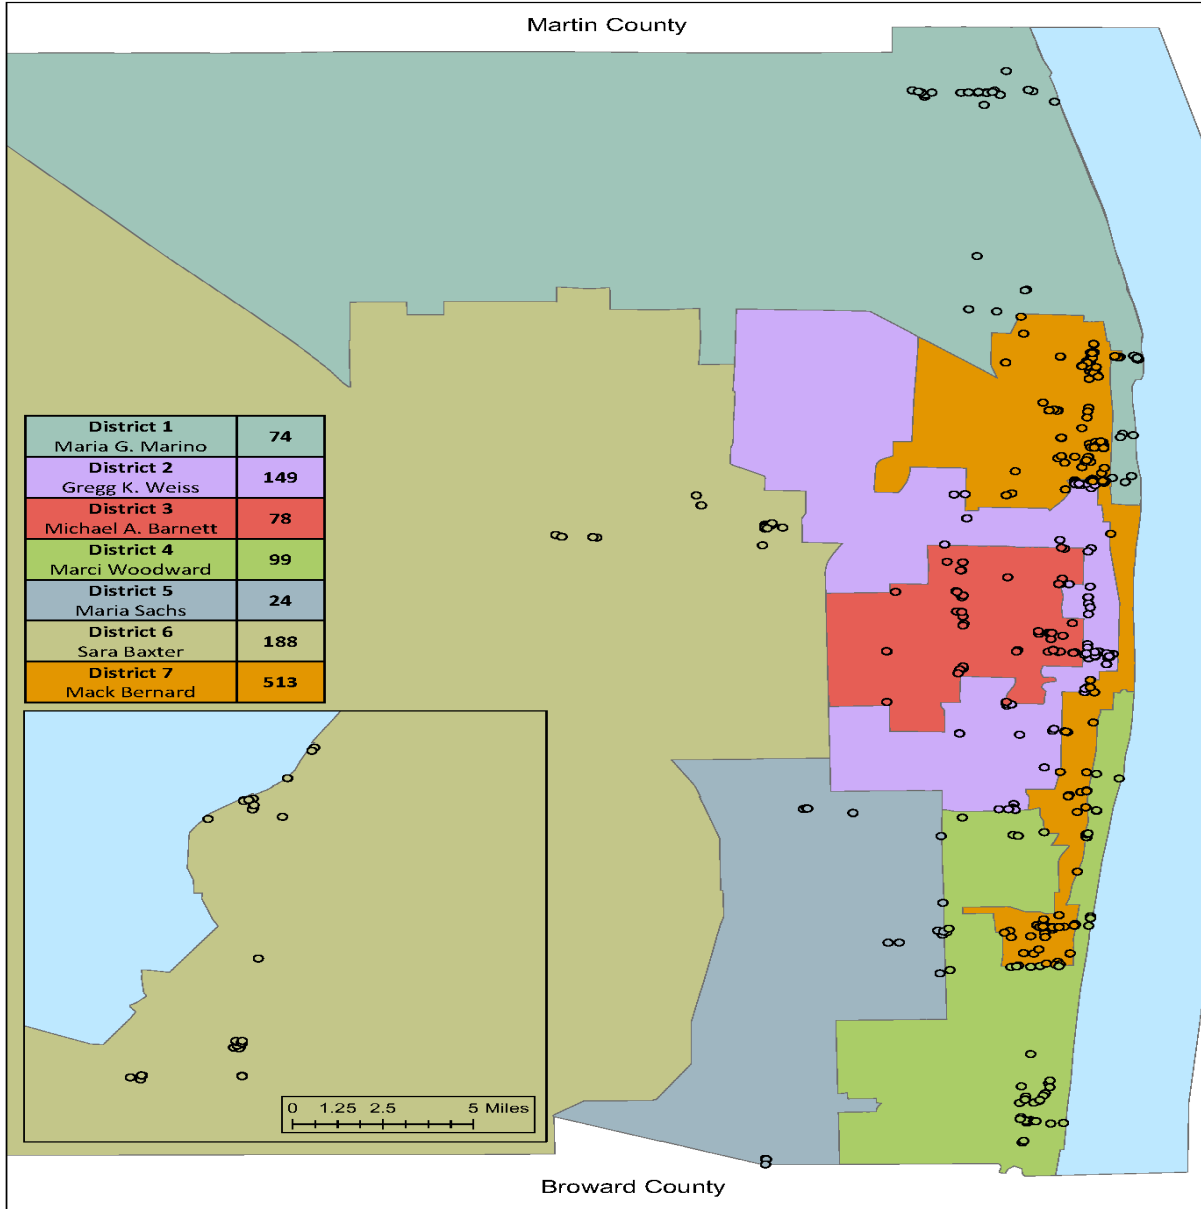 Martin County
District 1
Maria G. Marino
74
District 2
Gregg K. Weiss
149
District 3
Michael A. Barnett
78
District 4
Marci Woodward
99
District 5
Maria Sachs
24
District 6
Sara Baxter
188
District 7
Mack Bernard
513
0 1.25 2.5 5 Miles
Broward County